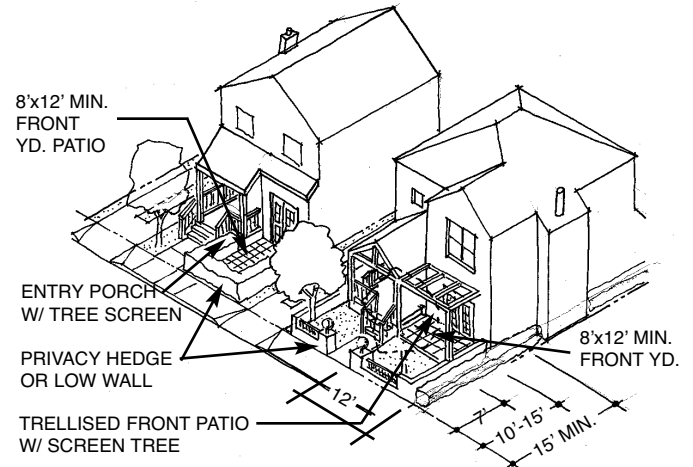 8’x12’ MIN.
FRONT
YD. PATIO
ENTRY PORCH
W/ TREE SCREEN
PRIVACY HEDGE
OR LOW WALL
TRELLISED FRONT PATIO
W/ SCREEN TREE
12’
8’x12’ MIN.
FRONT YD.
7’
10’-15’
15’ MIN.